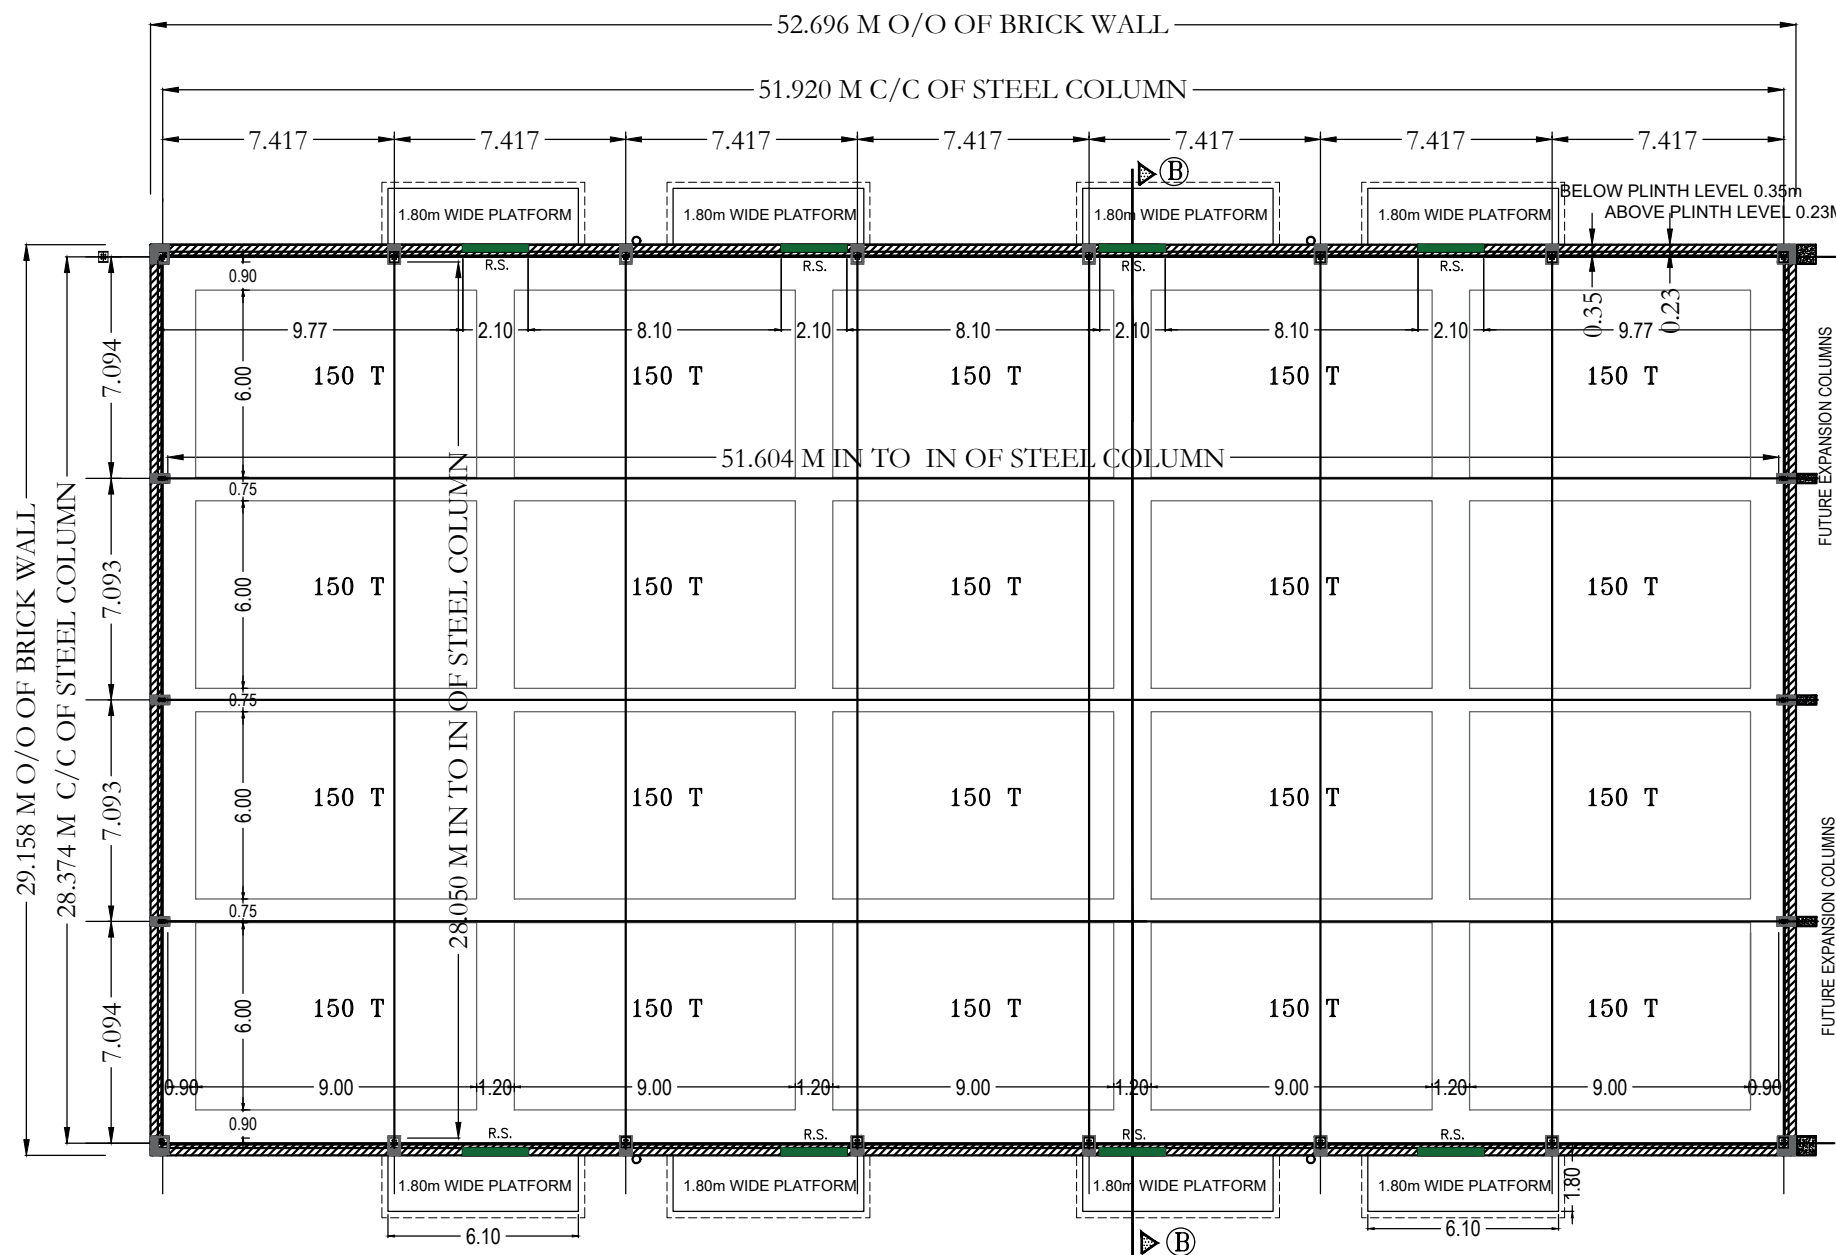 52.696 M O/O OF BRICK WALL
51.920 M C/C OF STEEL COLUMN
7.417 7.417 7.417 7.417 7.417 7.417 7.417
B
1.80m WIDE PLATFORM 1.80m WIDE PLATFORM 1.80m WIDE PLATFORM 1.80m WIDE PLATFORM
BELOW PLINTH LEVEL 0.35m
ABOVE PLINTH LEVEL 0.23M
R.S. R.S. R.S. R.S.
0.90
0.35
0.23
9.77 2.10 8.10 2.10 8.10 2.10 8.10 2.10 9.77
7.094
6.00
150 T 150 T 150 T 150 T 150 T
FUTURE EXPANSION COLUMNS
51.604 M IN TO IN OF STEEL COLUMN
0.75
29.158 M O/O OF BRICK WALL
28.374 M C/C OF STEEL COLUMN
28.050 M IN TO IN OF STEEL COLUMN
7.093
6.00
150 T 150 T 150 T 150 T 150 T
0.75
7.093
6.00
150 T 150 T 150 T 150 T 150 T
FUTURE EXPANSION COLUMNS
0.75
7.094
6.00
150 T 150 T 150 T 150 T 150 T
0.90 9.00 1.20 9.00 1.20 9.00 1.20 9.00 1.20 9.00 0.90
0.90
R.S. R.S. R.S. R.S.
1.80m WIDE PLATFORM 1.80m WIDE PLATFORM 1.80m WIDE PLATFORM 1.80m WIDE PLATFORM
1.80
6.10 6.10
B